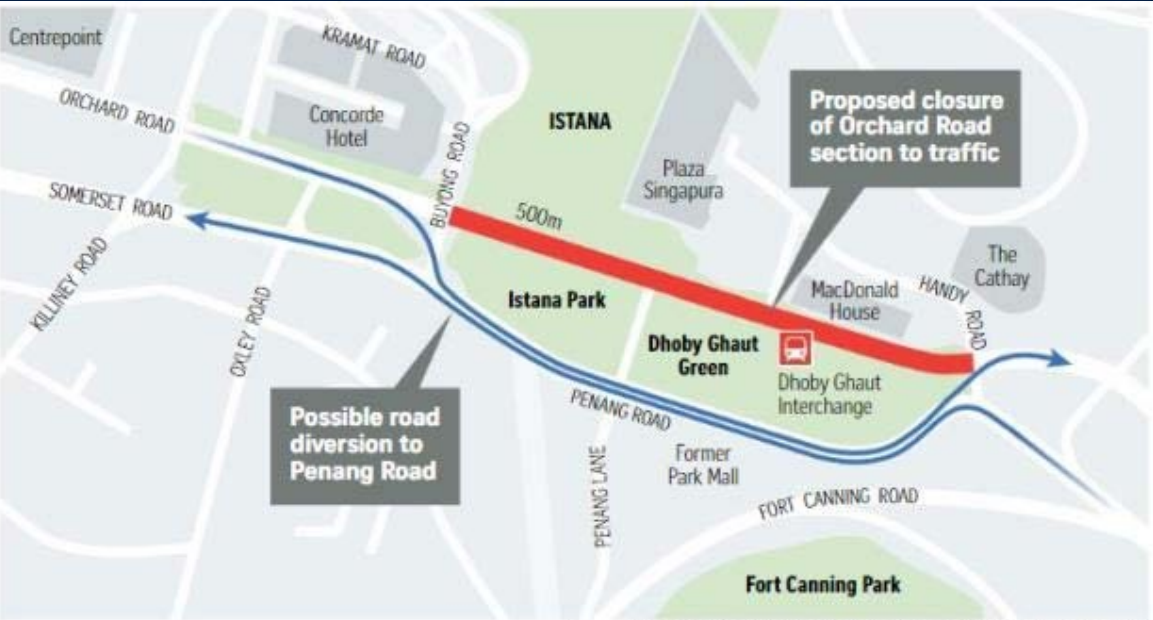 Centrepoint
KRAMAT ROAD
ORCHARD ROAD
Concorde
Hotel
ISTANA
Proposed closure
of Orchard Road
section to traffic
BUYONG ROAD
Plaza
Singapura
SOMERSET ROAD
500m
The
Cathay
KILLINEY ROAD
OXLEY ROAD
Istana Park
MacDonald
House
HANDY ROAD
Dhoby Ghaut
Green
Dhoby Ghaut
Interchange
Possible road
diversion to
Penang Road
PENANG ROAD
PENANG LANE
Former
Park Mall
FORT CANNING ROAD
Fort Canning Park